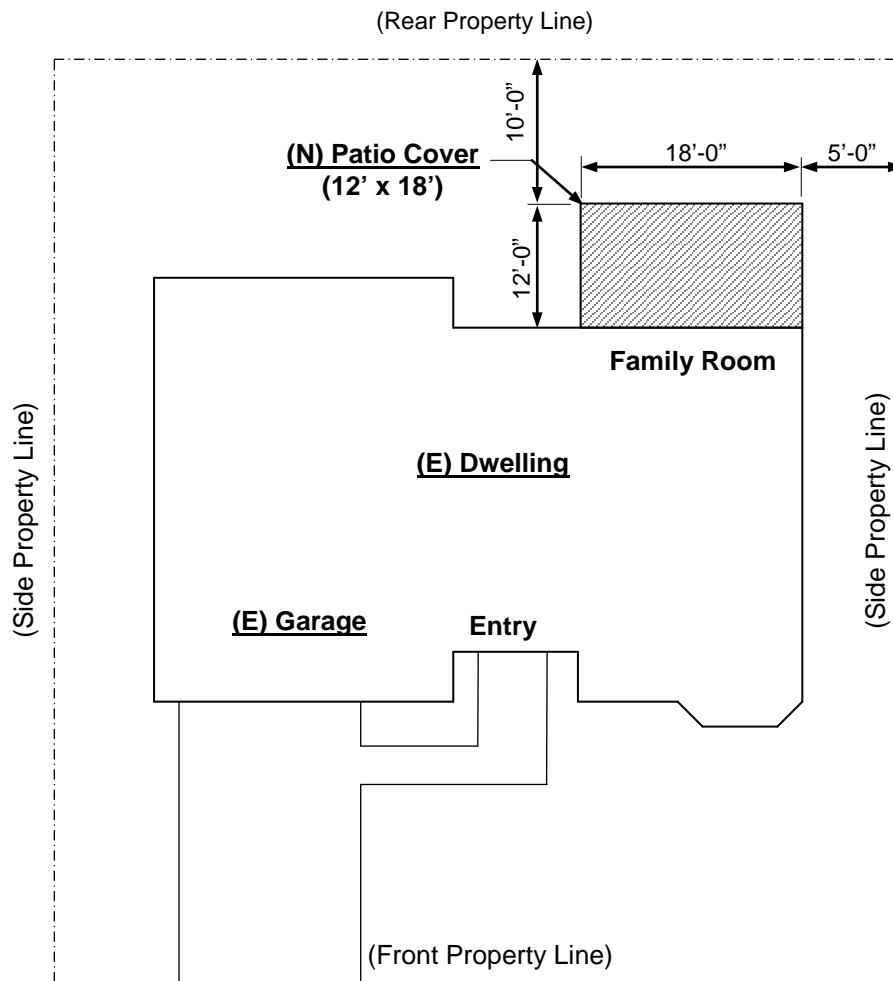 (Rear Property Line)
10’-0”
(N) Patio Cover
(12’ x 18’)
18’-0”
5’-0”
12’-0”
Family Room
(Side Property Line)
(Side Property Line)
(E) Dwelling
(E) Garage
Entry
(Front Property Line)